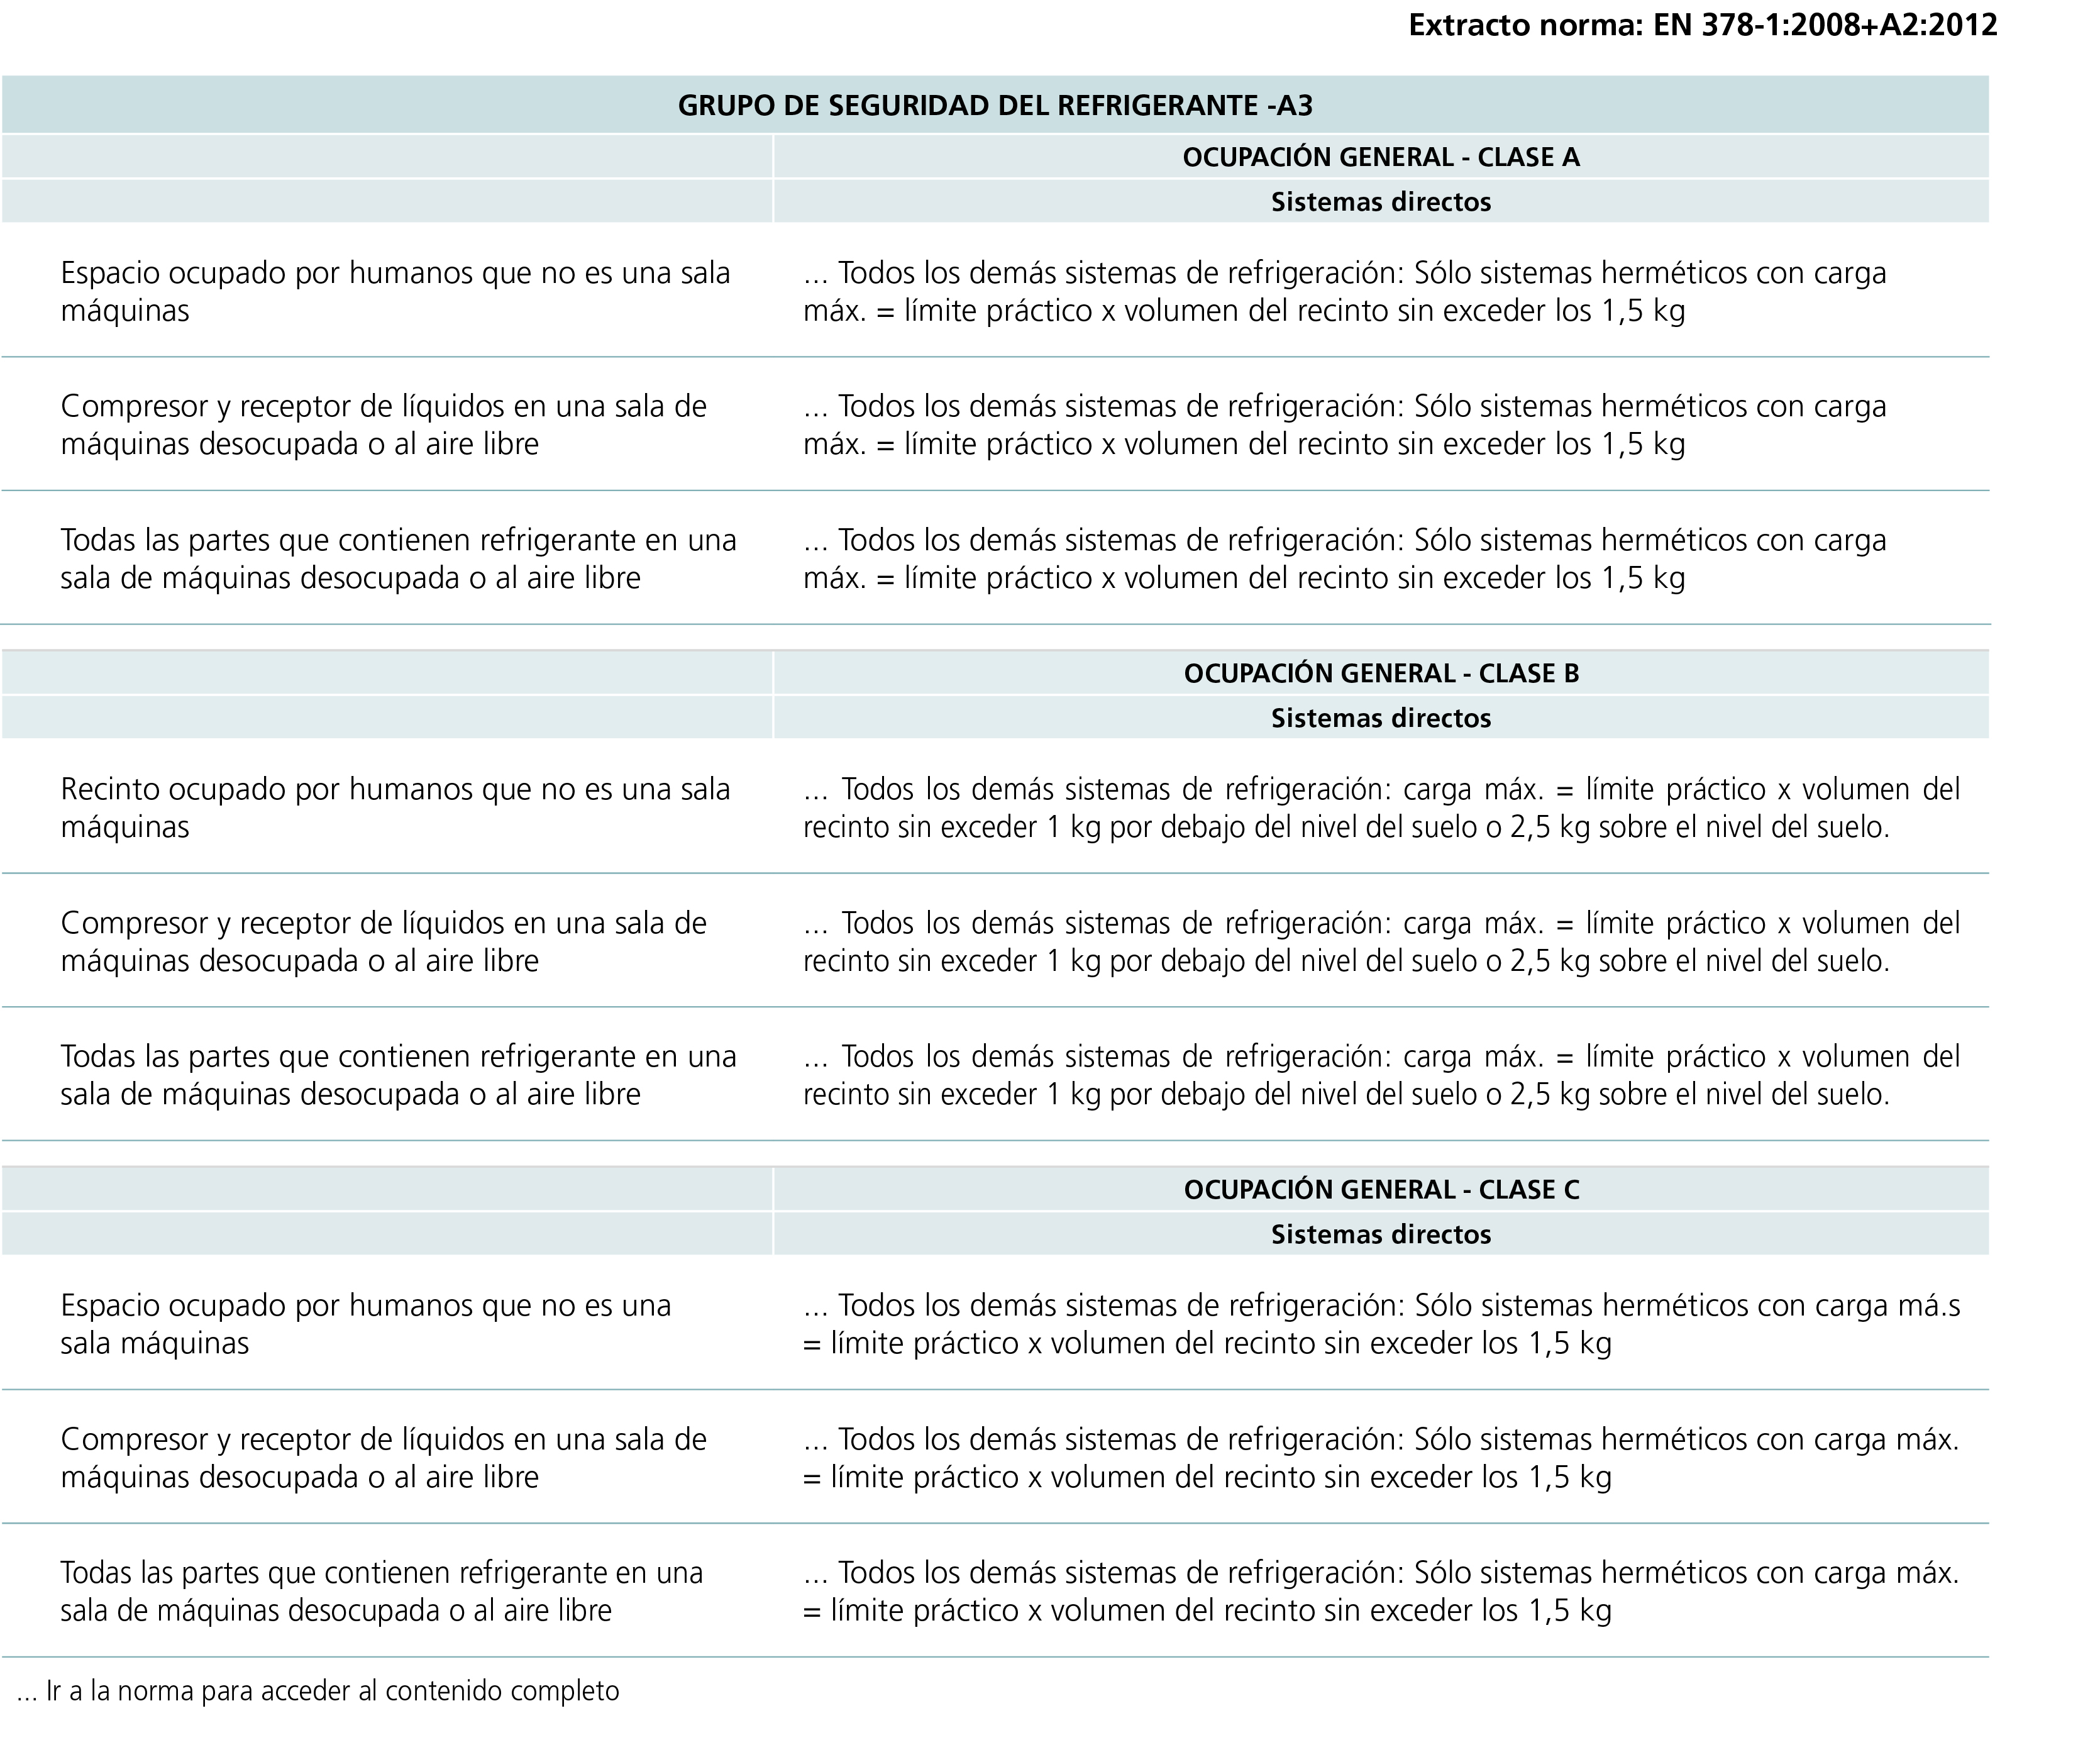 Extracto norma: EN 378-1:2008+A2:2012
GRUPO DE SEGURIDAD DEL REFRIGERANTE -A3
OCUPACIÓN GENERAL - CLASE A
Sistemas directos
Espacio ocupado por humanos que no es una sala
máquinas
... Todos los demás sistemas de refrigeración: Sólo sistemas herméticos con carga
máx. = límite práctico x volumen del recinto sin exceder los 1,5 kg
Compresor y receptor de líquidos en una sala de
máquinas desocupada o al aire libre
... Todos los demás sistemas de refrigeración: Sólo sistemas herméticos con carga
máx. = límite práctico x volumen del recinto sin exceder los 1,5 kg
Todas las partes que contienen refrigerante en una
sala de máquinas desocupada o al aire libre
... Todos los demás sistemas de refrigeración: Sólo sistemas herméticos con carga
máx. = límite práctico x volumen del recinto sin exceder los 1,5 kg
OCUPACIÓN GENERAL - CLASE B
Sistemas directos
Recinto ocupado por humanos que no es una sala
máquinas
... Todos los demás sistemas de refrigeración: carga máx. = límite práctico x volumen del
recinto sin exceder 1 kg por debajo del nivel del suelo o 2,5 kg sobre el nivel del suelo.
Compresor y receptor de líquidos en una sala de
máquinas desocupada o al aire libre
... Todos los demás sistemas de refrigeración: carga máx. = límite práctico x volumen del
recinto sin exceder 1 kg por debajo del nivel del suelo o 2,5 kg sobre el nivel del suelo.
Todas las partes que contienen refrigerante en una
sala de máquinas desocupada o al aire libre
... Todos los demás sistemas de refrigeración: carga máx. = límite práctico x volumen del
recinto sin exceder 1 kg por debajo del nivel del suelo o 2,5 kg sobre el nivel del suelo.
OCUPACIÓN GENERAL - CLASE C
Sistemas directos
Espacio ocupado por humanos que no es una
sala máquinas
... Todos los demás sistemas de refrigeración: Sólo sistemas herméticos con carga má.s
= límite práctico x volumen del recinto sin exceder los 1,5 kg
Compresor y receptor de líquidos en una sala de
máquinas desocupada o al aire libre
... Todos los demás sistemas de refrigeración: Sólo sistemas herméticos con carga máx.
= límite práctico x volumen del recinto sin exceder los 1,5 kg
Todas las partes que contienen refrigerante en una
sala de máquinas desocupada o al aire libre
... Todos los demás sistemas de refrigeración: Sólo sistemas herméticos con carga máx.
= límite práctico x volumen del recinto sin exceder los 1,5 kg
... Ir a la norma para acceder al contenido completo